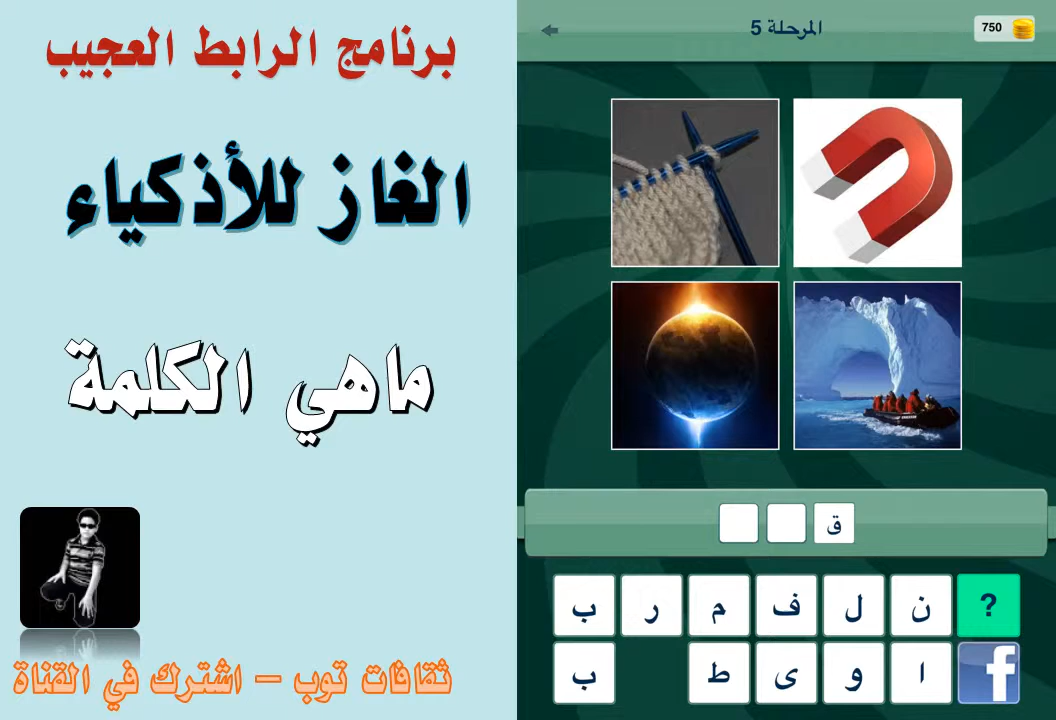 برنامج الرابط العجيب
الغاز للأذكياء
ماهي الكلمة
ثقافات توب – اشترك في القناة
المرحلة 5
750
ق
ن ل ف م ر ب
?
ا و ى ط ب
f